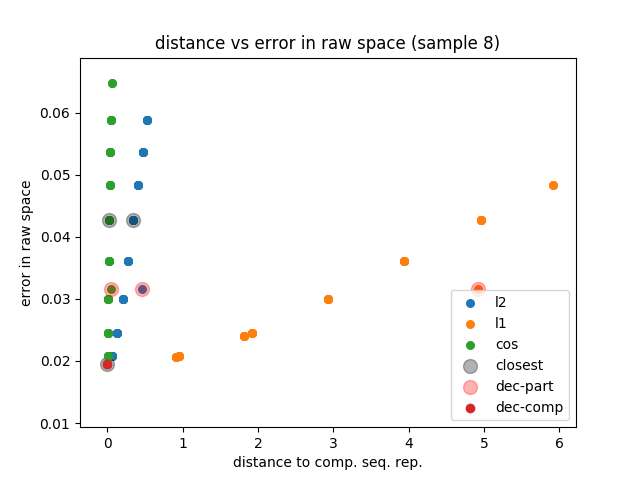 distance vs error in raw space (sample 8)
error in raw space
0.06
0.05
0.04
0.03
0.02
0.01
l2
l1
cos
closest
dec-part
dec-comp
0 1 2 3 4 5 6
distance to comp. seq. rep.